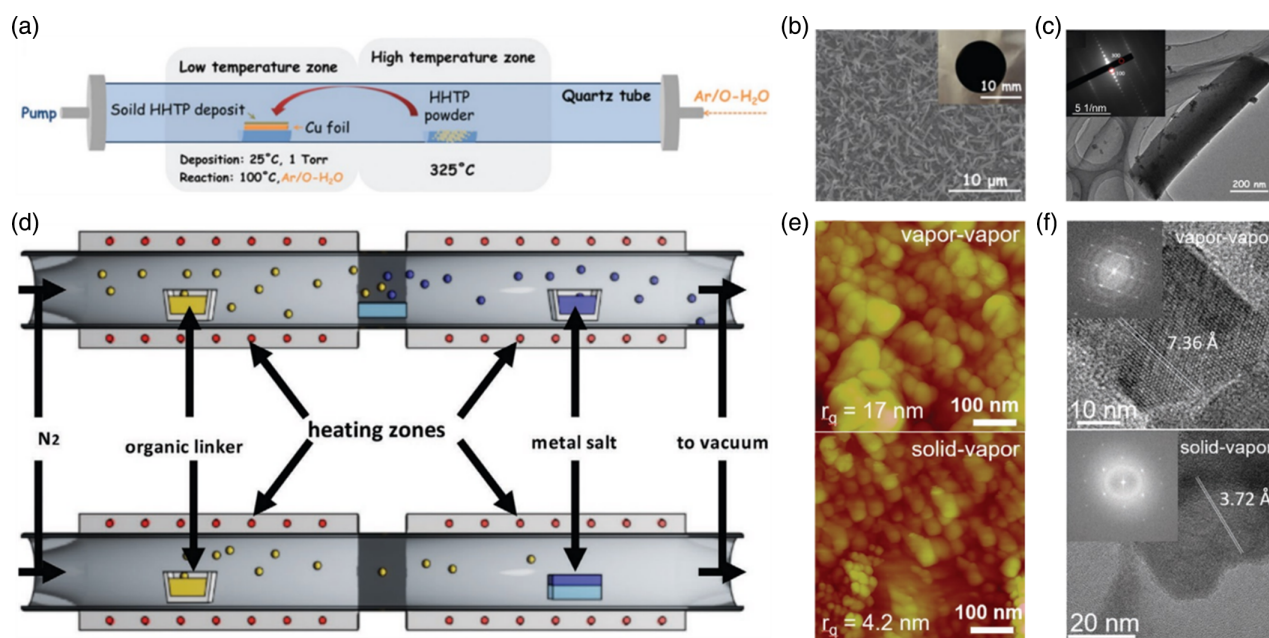 (a)
Low temperature zone
High temperature zone
Soild HHTP deposit
HHTP
powder
Quartz tube
Ar/O-H₂O
Pump
Cu foil
Deposition: 25°C, 1 Torr
Reaction: 100°C, Ar/O-H₂O
325°C
(b)
10 mm
10 μm
(c)
5 1/nm
200 nm
(d)
N2
organic linker
heating zones
metal salt
to vacuum
(e)
vapor-vapor
rq = 17 nm
100 nm
solid-vapor
rq = 4.2 nm
100 nm
(f)
vapor-vapor
7.36 Å
10 nm
solid-vapor
3.72 Å
20 nm